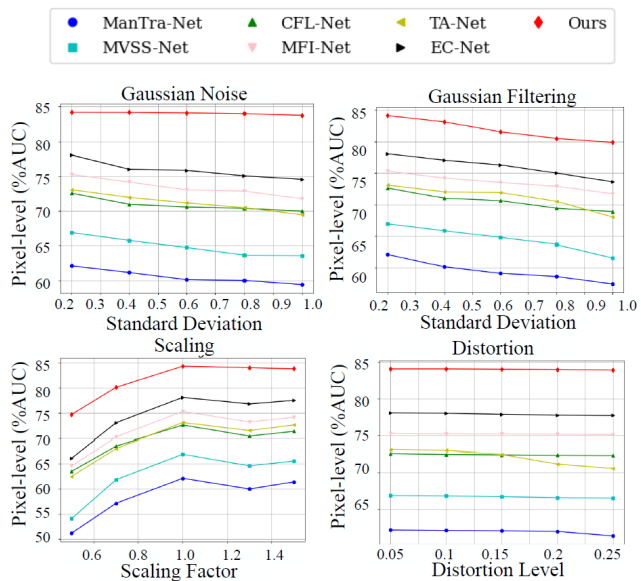 ManTra-Net CFL-Net TA-Net Ours
MVSS-Net MFI-Net EC-Net
Gaussian Noise
Pixel-level (%AUC)
85
80
75
70
65
60
0.2 0.3 0.4 0.5 0.6 0.7 0.8 0.9 1.0
Standard Deviation
Gaussian Filtering
Pixel-level (%AUC)
85
80
75
70
65
60
0.2 0.3 0.4 0.5 0.6 0.7 0.8 0.9 1.0
Standard Deviation
Scaling
Pixel-level (%AUC)
85
80
75
70
65
60
55
50
0.6 0.8 1.0 1.2 1.4
Scaling Factor
Distortion
Pixel-level (%AUC)
85
80
75
70
65
0.05 0.1 0.15 0.2 0.25
Distortion Level